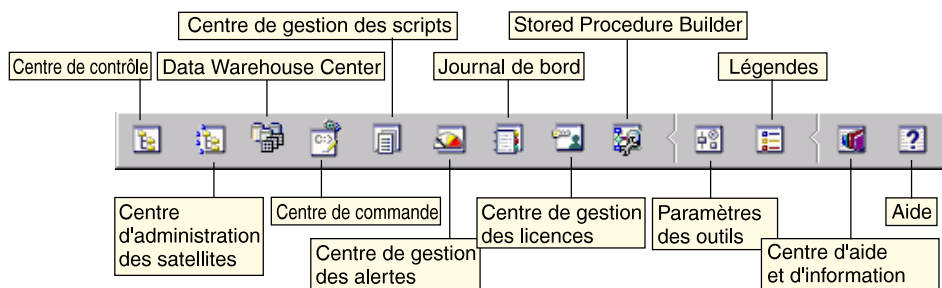 Centre de gestion des scripts
Stored Procedure Builder
Centre de contrôle
Data Warehouse Center
Journal de bord
Légendes
Centre
d'administration
des satellites
Centre de commande
Centre de gestion
des alertes
Centre de gestion
des licences
Paramètres
des outils
Centre d'aide
et d'information
Aide